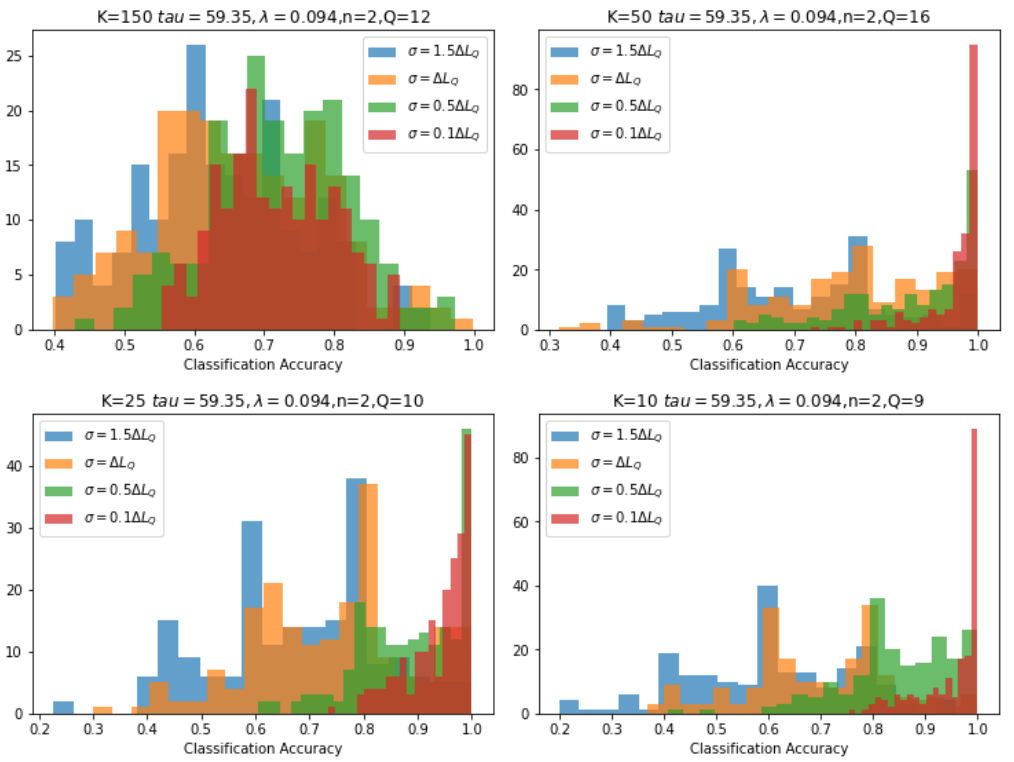 K=150 tau = 59.35, λ = 0.094,n=2,Q=12
25
20
15
10
5
0
σ = 1.5ΔL_Q
σ = ΔL_Q
σ = 0.5ΔL_Q
σ = 0.1ΔL_Q
0.4 0.5 0.6 0.7 0.8 0.9 1.0
Classification Accuracy
K=50 tau = 59.35, λ = 0.094,n=2,Q=16
80
60
40
20
0
σ = 1.5ΔL_Q
σ = ΔL_Q
σ = 0.5ΔL_Q
σ = 0.1ΔL_Q
0.3 0.4 0.5 0.6 0.7 0.8 0.9 1.0
Classification Accuracy
K=25 tau = 59.35, λ = 0.094,n=2,Q=10
40
30
20
10
0
σ = 1.5ΔL_Q
σ = ΔL_Q
σ = 0.5ΔL_Q
σ = 0.1ΔL_Q
0.2 0.3 0.4 0.5 0.6 0.7 0.8 0.9 1.0
Classification Accuracy
K=10 tau = 59.35, λ = 0.094,n=2,Q=9
80
60
40
20
0
σ = 1.5ΔL_Q
σ = ΔL_Q
σ = 0.5ΔL_Q
σ = 0.1ΔL_Q
0.2 0.3 0.4 0.5 0.6 0.7 0.8 0.9 1.0
Classification Accuracy